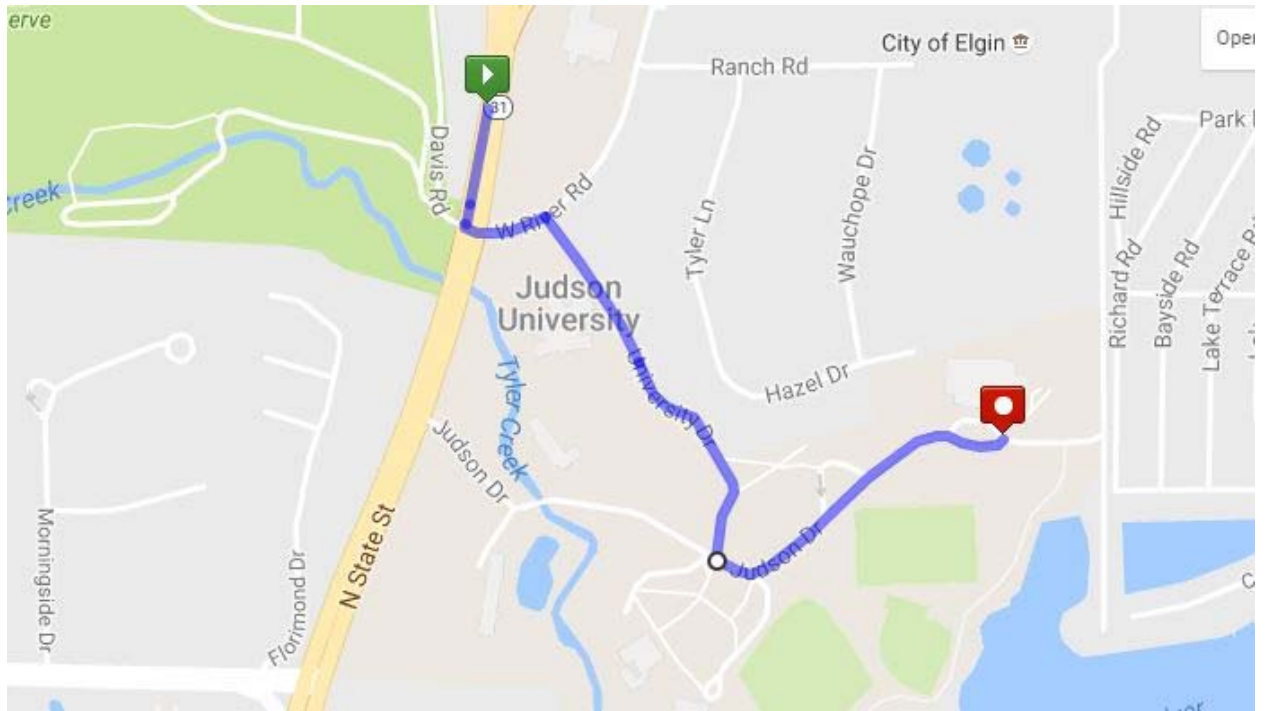 erve
City of Elgin
Oper
Ranch Rd
31
Park
Davis Rd
Hillside Rd
Creek
W River Rd
Wauchope Dr
Tyler Ln
Judson
University
Richard Rd
Bayside Rd
Lake Terrace Rd
University Dr
Hazel Dr
Tyler Creek
Judson Dr
N State St
Judson Dr
Morningside Dr
Florimond Dr
C